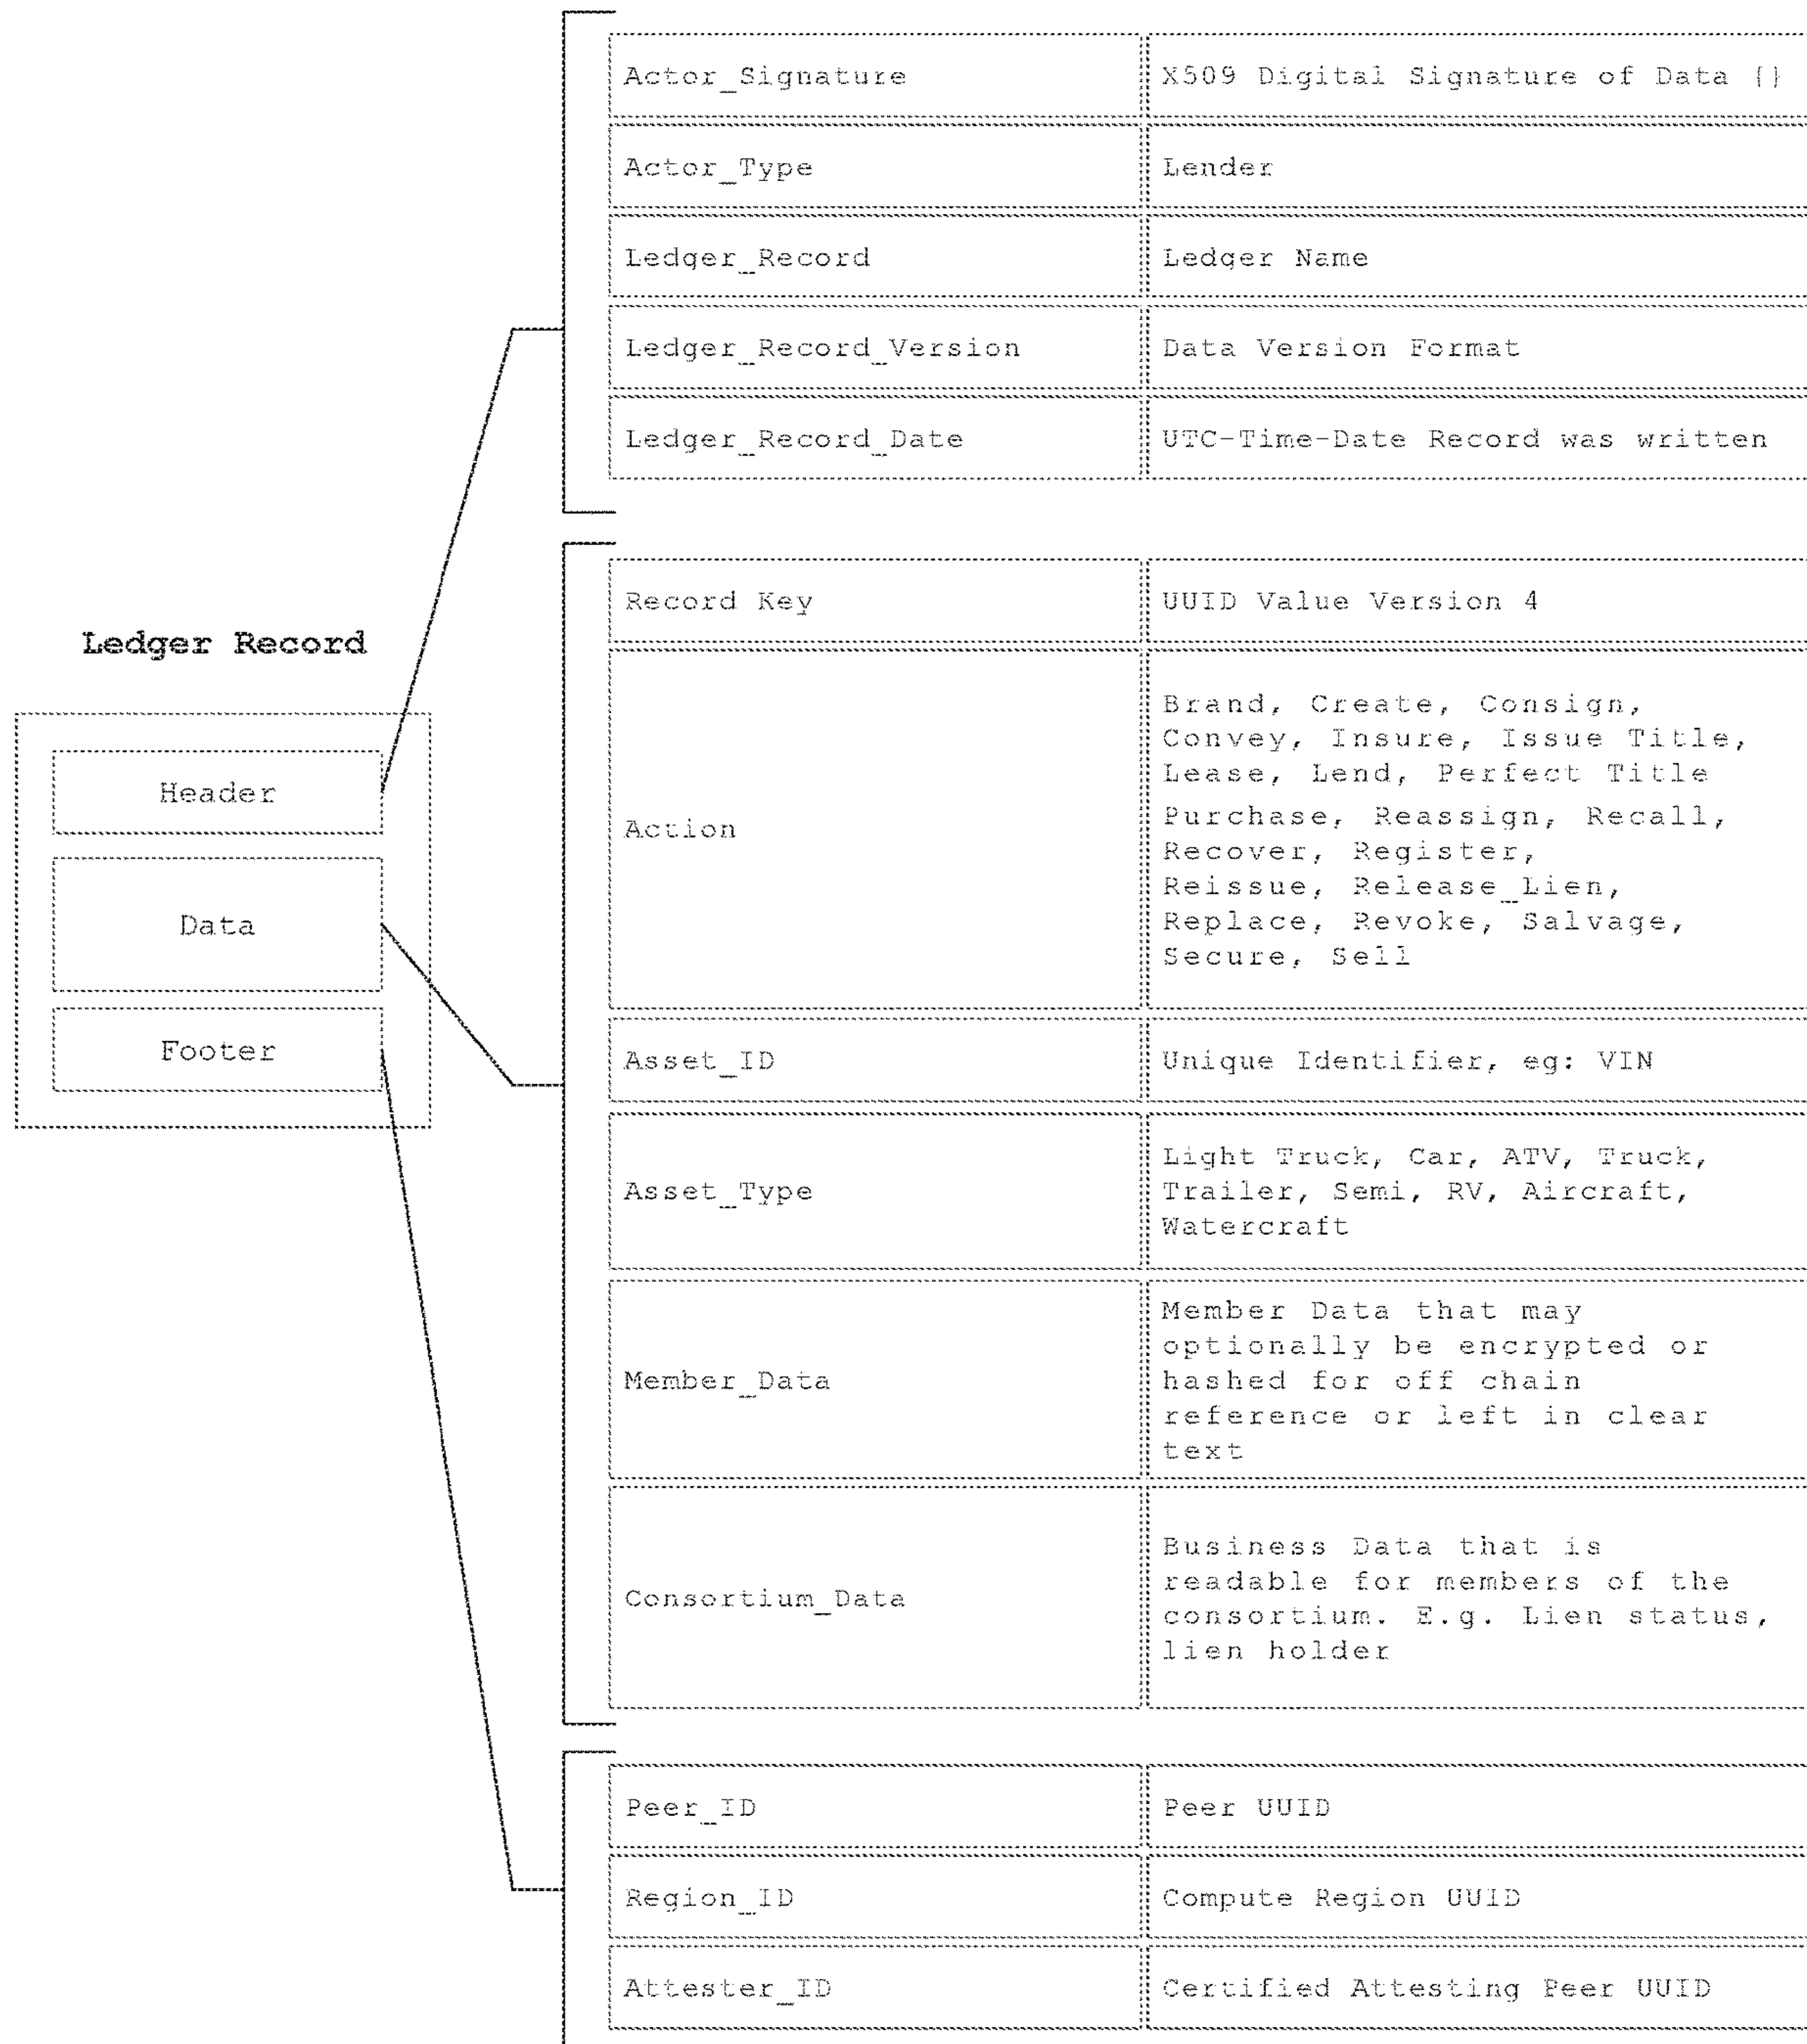 Actor_Signature
X509 Digital Signature of Data {}
Actor_Type
Lender
Ledger_Record
Ledger Name
Ledger_Record_Version
Data Version Format
Ledger_Record_Date
UTC-Time-Date Record was written
Ledger Record
Header
Data
Footer
Record Key
UUID Value Version 4
Action
Brand, Create, Consign,
Convey, Insure, Issue Title,
Lease, Lend, Perfect Title
Purchase, Reassign, Recall,
Recover, Register,
Reissue, Release_Lien,
Replace, Revoke, Salvage,
Secure, Sell
Asset_ID
Unique Identifier, eg: VIN
Asset_Type
Light Truck, Car, ATV, Truck,
Trailer, Semi, RV, Aircraft,
Watercraft
Member_Data
Member Data that may
optionally be encrypted or
hashed for off chain
reference or left in clear
text
Consortium_Data
Business Data that is
readable for members of the
consortium. E.g. Lien status,
lien holder
Peer_ID
Peer UUID
Region_ID
Compute Region UUID
Attester_ID
Certified Attesting Peer UUID